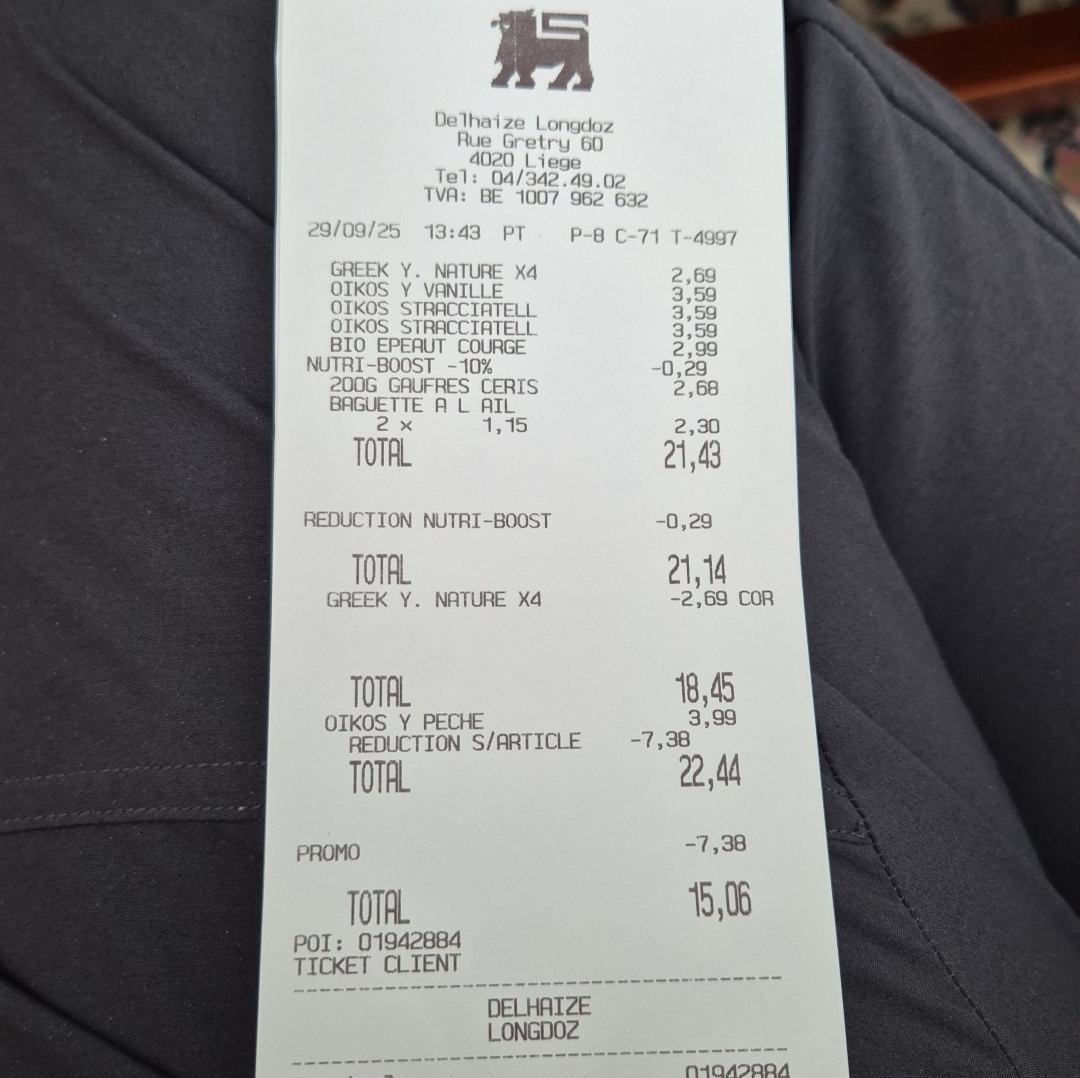 Delhaize Longdoz
Rue Gretry 60
4020 Liege
Tel: 04/342.49.02
TVA: BE 1007 962 632
29/09/25 13:43 PT P-8 C-71 T-4997
GREEK Y. NATURE X4 2,69
OIKOS Y VANILLE 3,59
OIKOS STRACCIATELL 3,59
OIKOS STRACCIATELL 3,59
BIO EPEAUT COURGE 2,99
NUTRI-BOOST -10% -0,29
200G GAUFRES CERIS 2,68
BAGUETTE A L AIL
2 x 1,15 2,30
TOTAL 21,43
REDUCTION NUTRI-BOOST -0,29
TOTAL 21,14
GREEK Y. NATURE X4 -2,69 COR
TOTAL 18,45
OIKOS Y PECHE 3,99
REDUCTION S/ARTICLE -7,38
TOTAL 22,44
PROMO -7,38
TOTAL 15,06
POI: 01942884
TICKET CLIENT
DELHAIZE
LONGDOZ
01942884